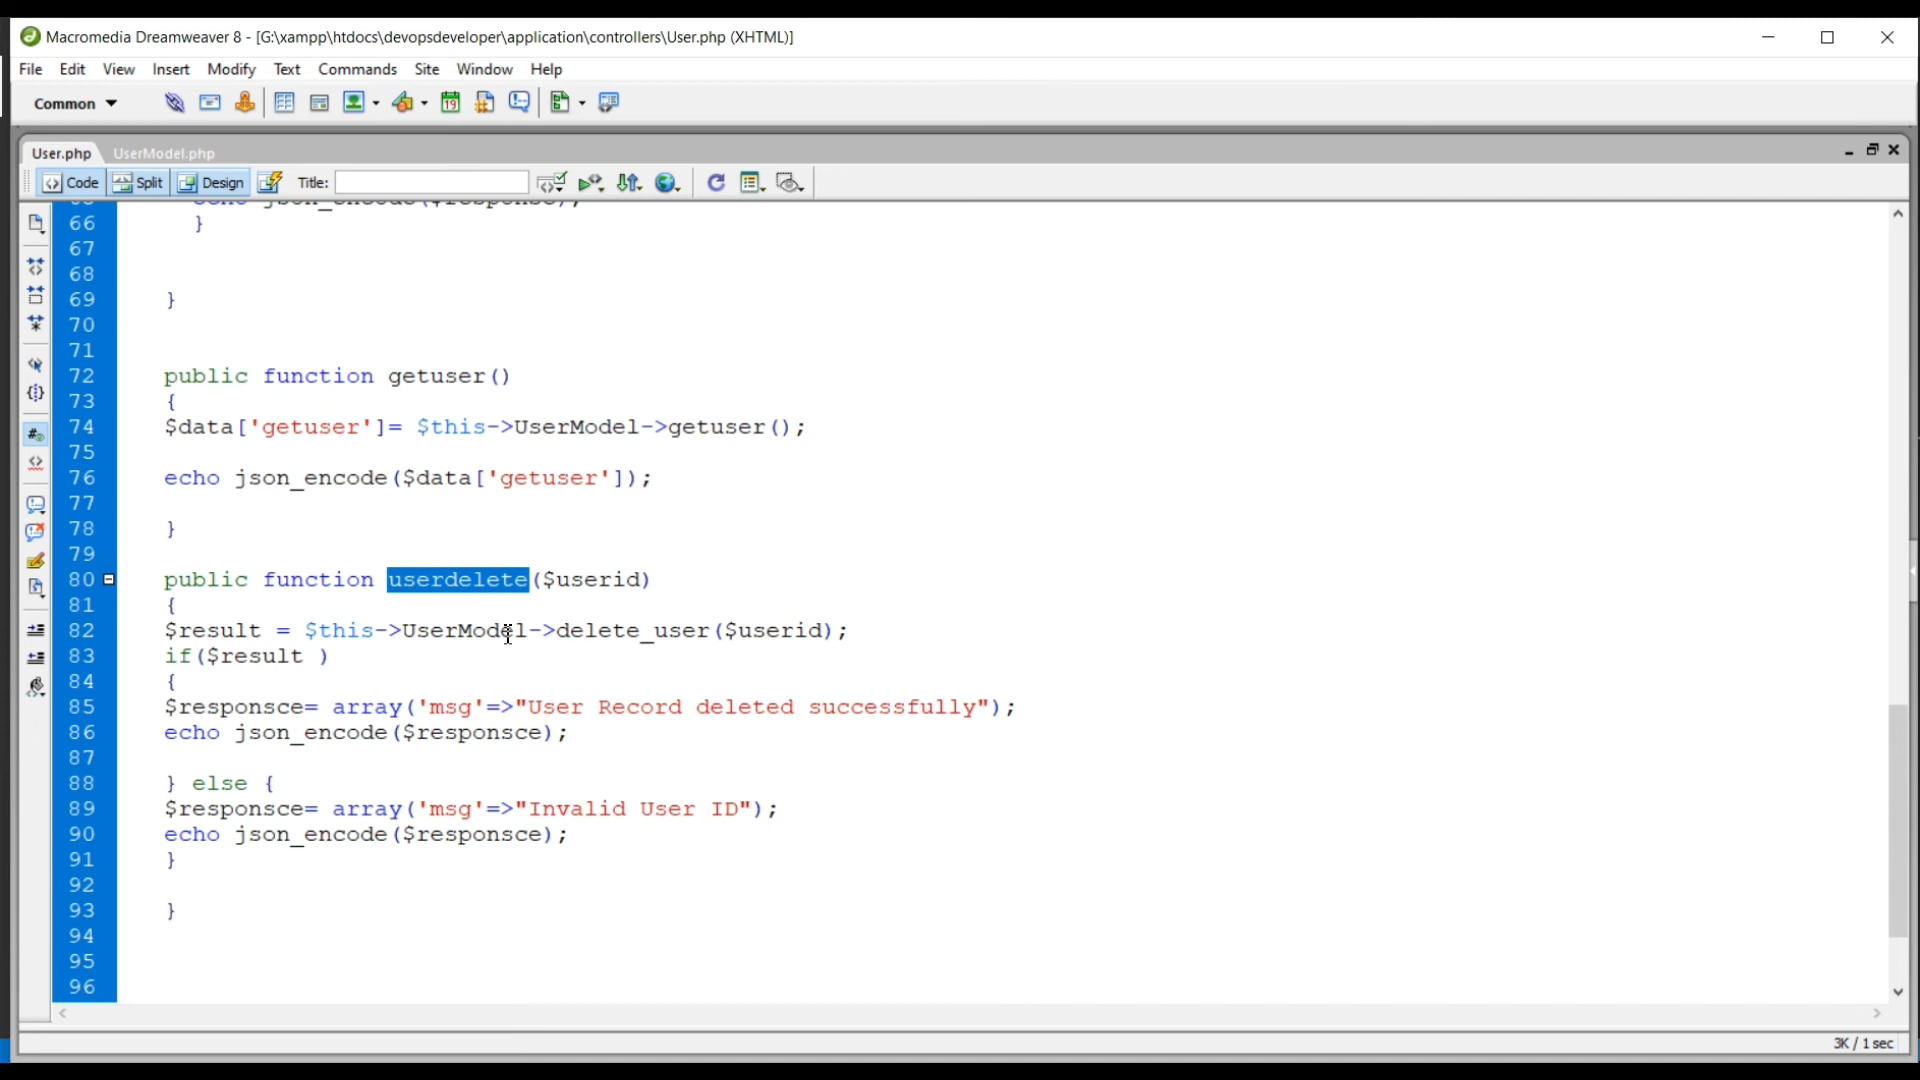 Macromedia Dreamweaver 8 - [G:\xampp\htdocs\devopsdeveloper\application\controllers\User.php (XHTML)]
File Edit View Insert Modify Text Commands Site Window Help
Common
19
User.php UserModel.php
Code Split Design Title:
66 }
67
68
69 }
70
71
72 public function getuser()
73 {
74 $data['getuser']= $this->UserModel->getuser();
75
76 echo json_encode($data['getuser']);
77
78 }
79
80 public function userdelete($userid)
81 {
82 $result = $this->UserModel->delete_user($userid);
83 if($result )
84 {
85 $responsce= array('msg'=>"User Record deleted successfully");
86 echo json_encode($responsce);
87
88 } else {
89 $responsce= array('msg'=>"Invalid User ID");
90 echo json_encode($responsce);
91 }
92
93 }
94
95
96
3K / 1 sec